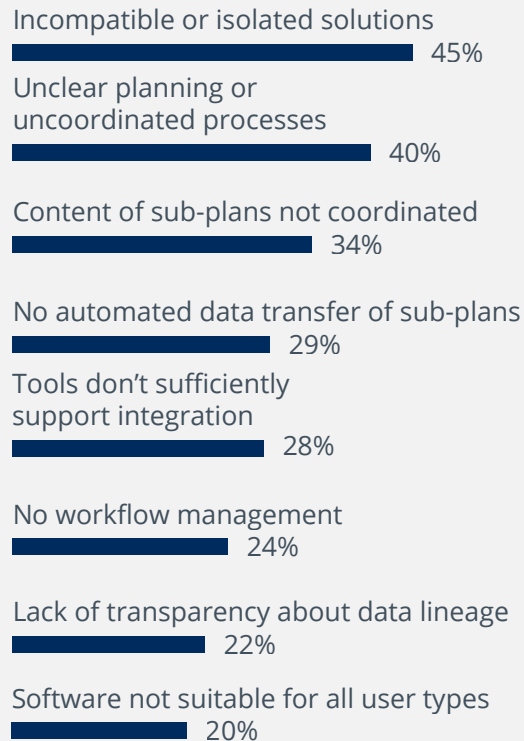 Incompatible or isolated solutions
45%
Unclear planning or
uncoordinated processes
40%
Content of sub-plans not coordinated
34%
No automated data transfer of sub-plans
29%
Tools don’t sufficiently
support integration
28%
No workflow management
24%
Lack of transparency about data lineage
22%
Software not suitable for all user types
20%